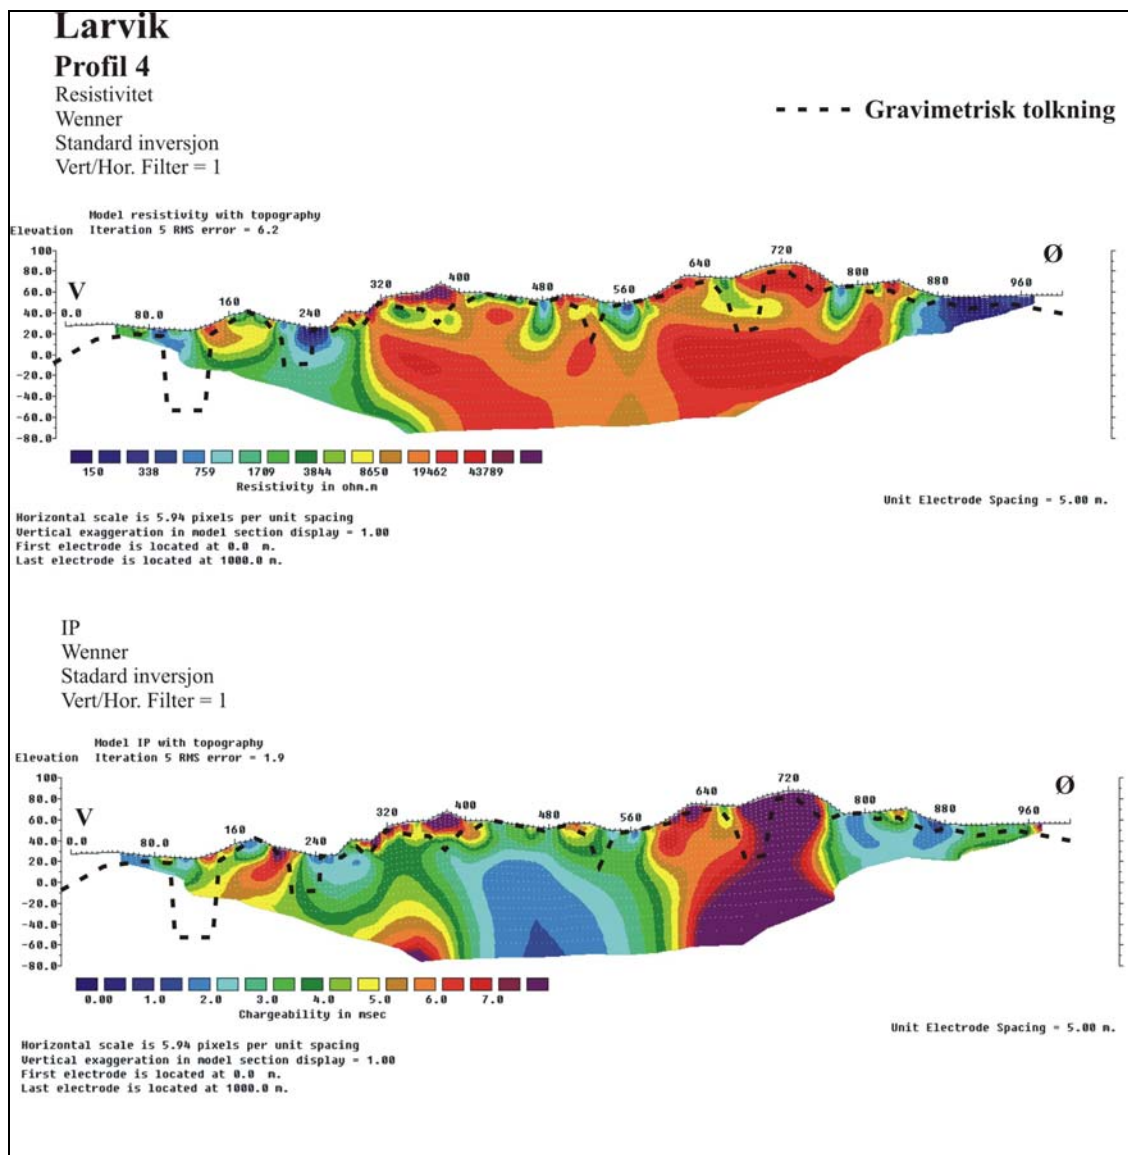 Larvik
Profil 4
Resistivitet
Wenner
Standard inversjon
Vert/Hor. Filter = 1
Gravimetrisk tolkning
Model resistivity with topography
Elevation Iteration 5 RMS error = 6.2
100
80.0
60.0
40.0
20.0
0.0
-20.0
-40.0
-60.0
-80.0
V
Ø
0.0 80.0 160 240 320 400 480 560 640 720 800 880 960
150 338 759 1709 3844 8650 19462 43789
Resistivity in ohm.m
Unit Electrode Spacing = 5.00 m.
Horizontal scale is 5.94 pixels per unit spacing
Vertical exaggeration in model section display = 1.00
First electrode is located at 0.0 m.
Last electrode is located at 1000.0 m.
IP
Wenner
Stadard inversjon
Vert/Hor. Filter = 1
Model IP with topography
Elevation Iteration 5 RMS error = 1.9
100
80.0
60.0
40.0
20.0
0.0
-20.0
-40.0
-60.0
-80.0
V
Ø
0.0 80.0 160 240 320 400 480 560 640 720 800 880 960
0.00 1.0 2.0 3.0 4.0 5.0 6.0 7.0
Chargeability in msec
Unit Electrode Spacing = 5.00 m.
Horizontal scale is 5.94 pixels per unit spacing
Vertical exaggeration in model section display = 1.00
First electrode is located at 0.0 m.
Last electrode is located at 1000.0 m.